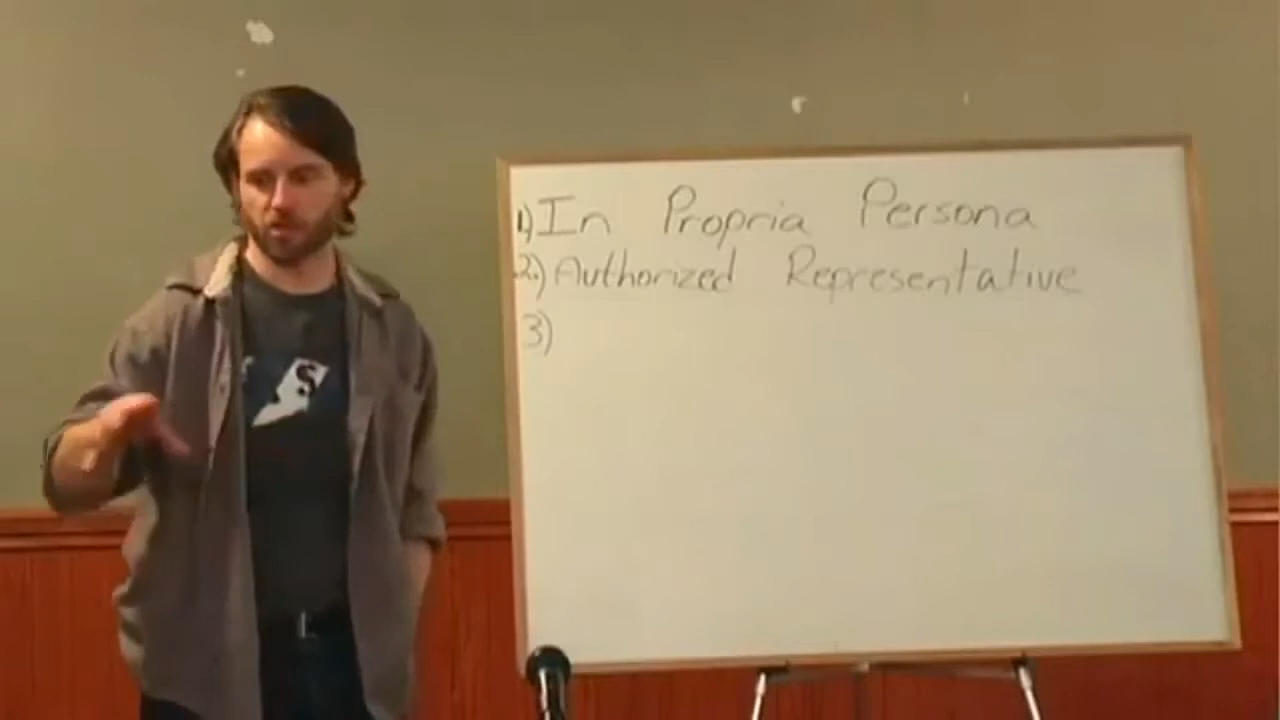 1) In Propria Persona
2.) Authorized Representative
3)
S